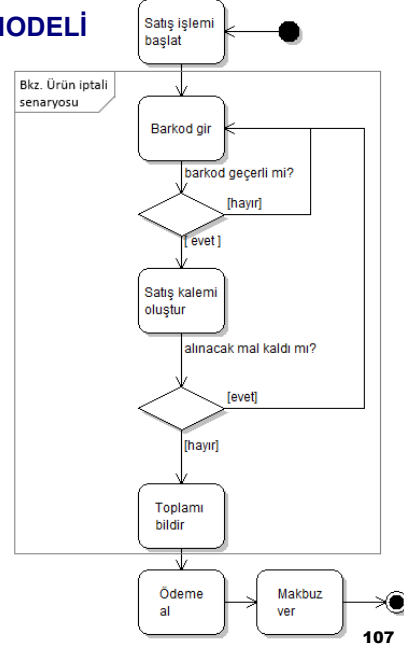 MODELİ
Satış işlemi
başlat
Bkz. Ürün iptali
senaryosu
Barkod gir
barkod geçerli mi?
[hayır]
[ evet ]
Satış kalemi
oluştur
alınacak mal kaldı mı?
[evet]
[hayır]
Toplamı
bildir
Ödeme
al
Makbuz
ver
107